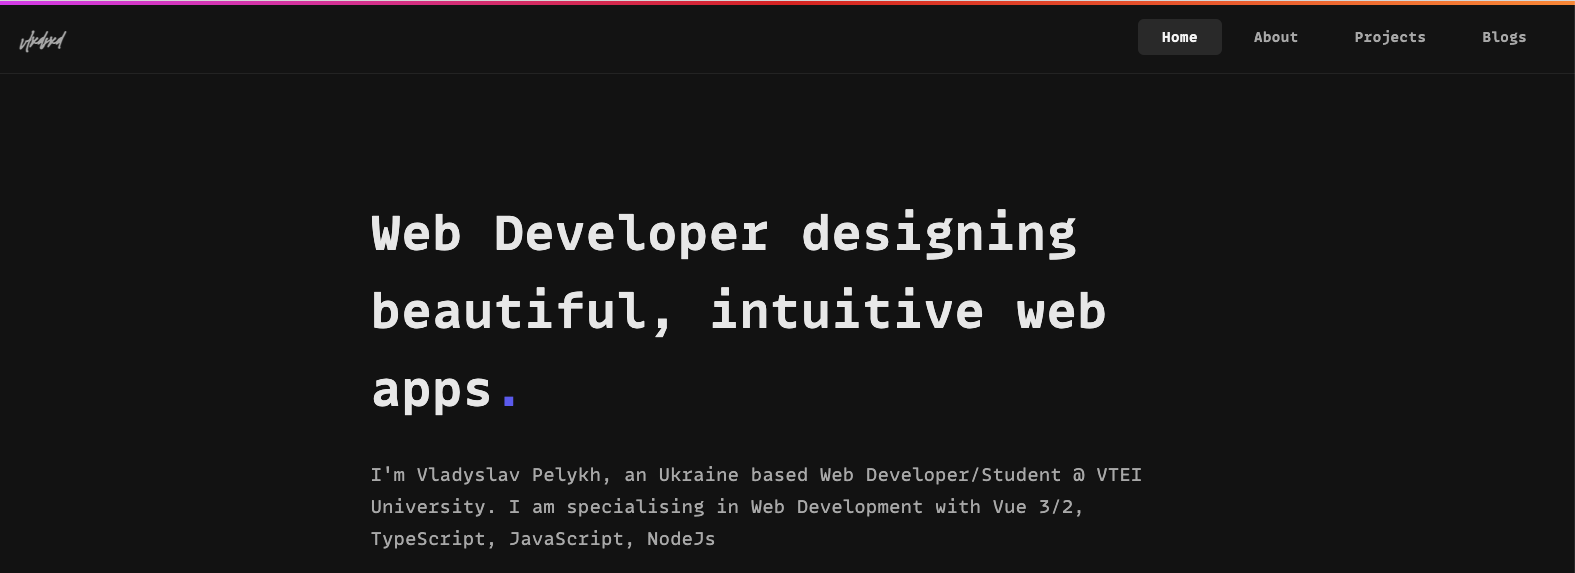 Home About Projects Blogs
Web Developer designing
beautiful, intuitive web
apps.
I'm Vladyslav Pelykh, an Ukraine based Web Developer/Student @ VTEI
University. I am specialising in Web Development with Vue 3/2,
TypeScript, JavaScript, NodeJs